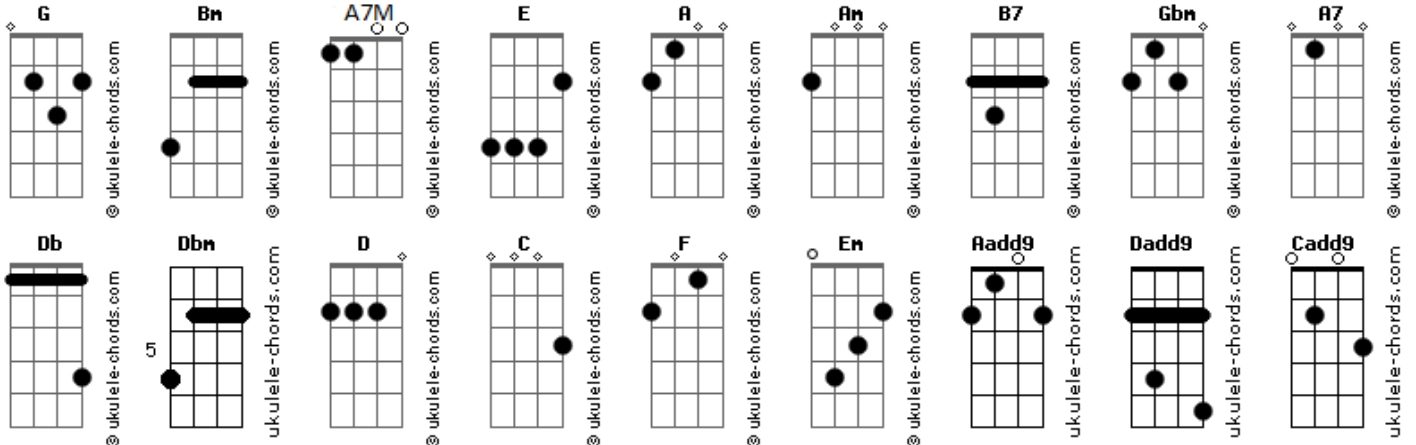 G Bm A7M E A Am B7 Gbm A7
© ukulele-chords.com © ukulele-chords.com © ukulele-chords.com © ukulele-chords.com © ukulele-chords.com © ukulele-chords.com © ukulele-chords.com © ukulele-chords.com © ukulele-chords.com
Db Dbm D C F Em Aadd9 Dadd9 Cadd9
5
© ukulele-chords.com ukulele-chords.com © ukulele-chords.com © ukulele-chords.com © ukulele-chords.com © ukulele-chords.com ukulele-chords.com ukulele-chords.com ukulele-chords.com